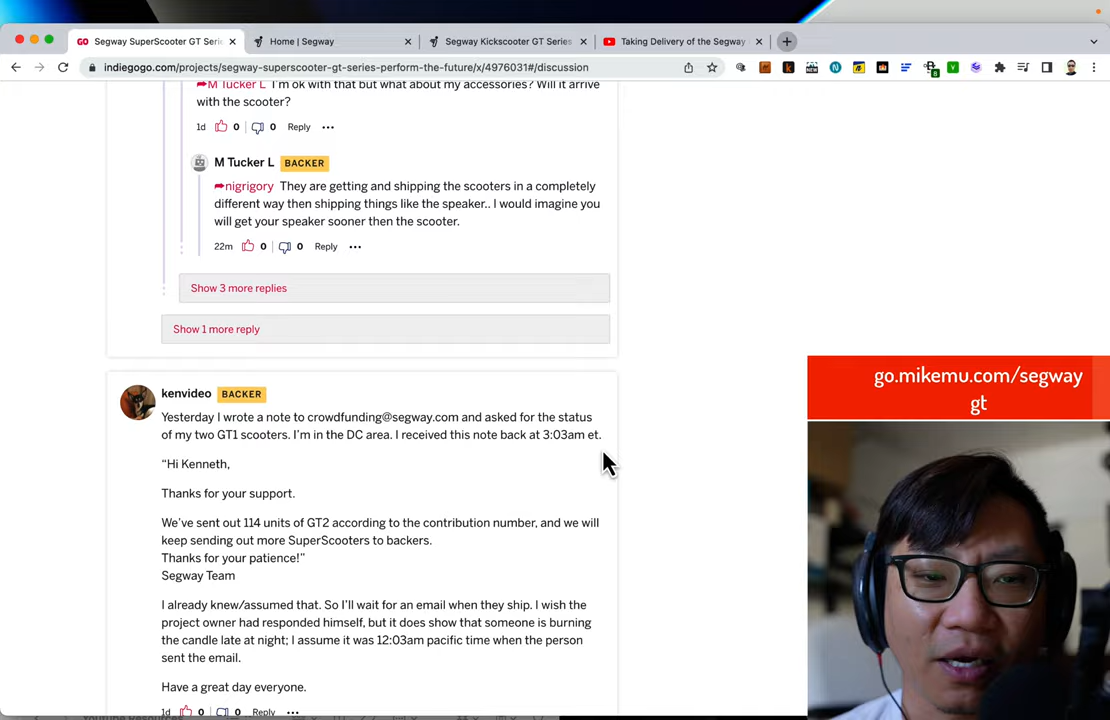 GO Segway SuperScooter GT Serie
Home | Segway
Segway Kickscooter GT Series
Taking Delivery of the Segway
indiegogo.com/projects/segway-superscooter-gt-series-perform-the-future/x/4976031#/discussion
M Tucker L I'm ok with that but what about my accessories? Will it arrive
with the scooter?
1d 0 0 Reply
M Tucker L BACKER
nigrigory They are getting and shipping the scooters in a completely
different way then shipping things like the speaker.. I would imagine you
will get your speaker sooner then the scooter.
22m 0 0 Reply
Show 3 more replies
Show 1 more reply
kenvideo BACKER
Yesterday I wrote a note to crowdfunding@segway.com and asked for the status
of my two GT1 scooters. I'm in the DC area. I received this note back at 3:03am et.
"Hi Kenneth,
Thanks for your support.
We've sent out 114 units of GT2 according to the contribution number, and we will
keep sending out more SuperScooters to backers.
Thanks for your patience!"
Segway Team
I already knew/assumed that. So I'll wait for an email when they ship. I wish the
project owner had responded himself, but it does show that someone is burning
the candle late at night; I assume it was 12:03am pacific time when the person
sent the email.
Have a great day everyone.
1d 0 0 Reply
go.mikemu.com/segway
gt